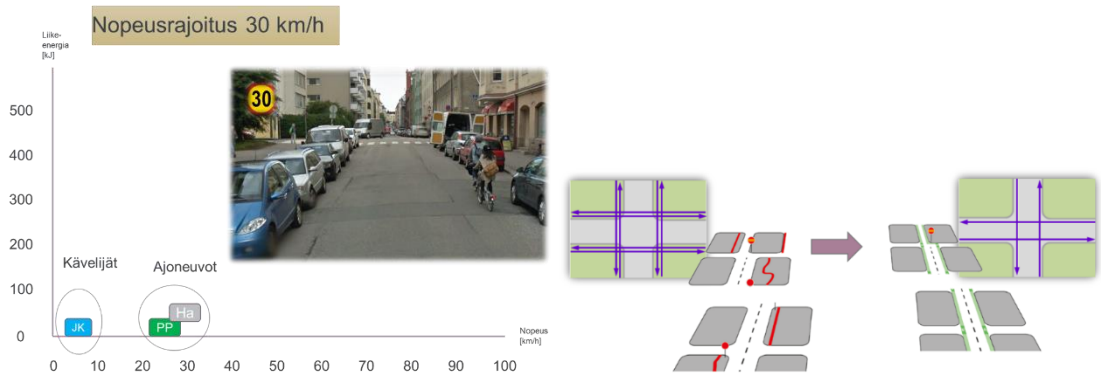 Nopeusrajoitus 30 km/h
Liike-
energia
[kJ]
500
400
300
200
100
0
30
Kävelijät
Ajoneuvot
JK
PP
Ha
Nopeus
[km/h]
0 10 20 30 40 50 60 70 80 90 100